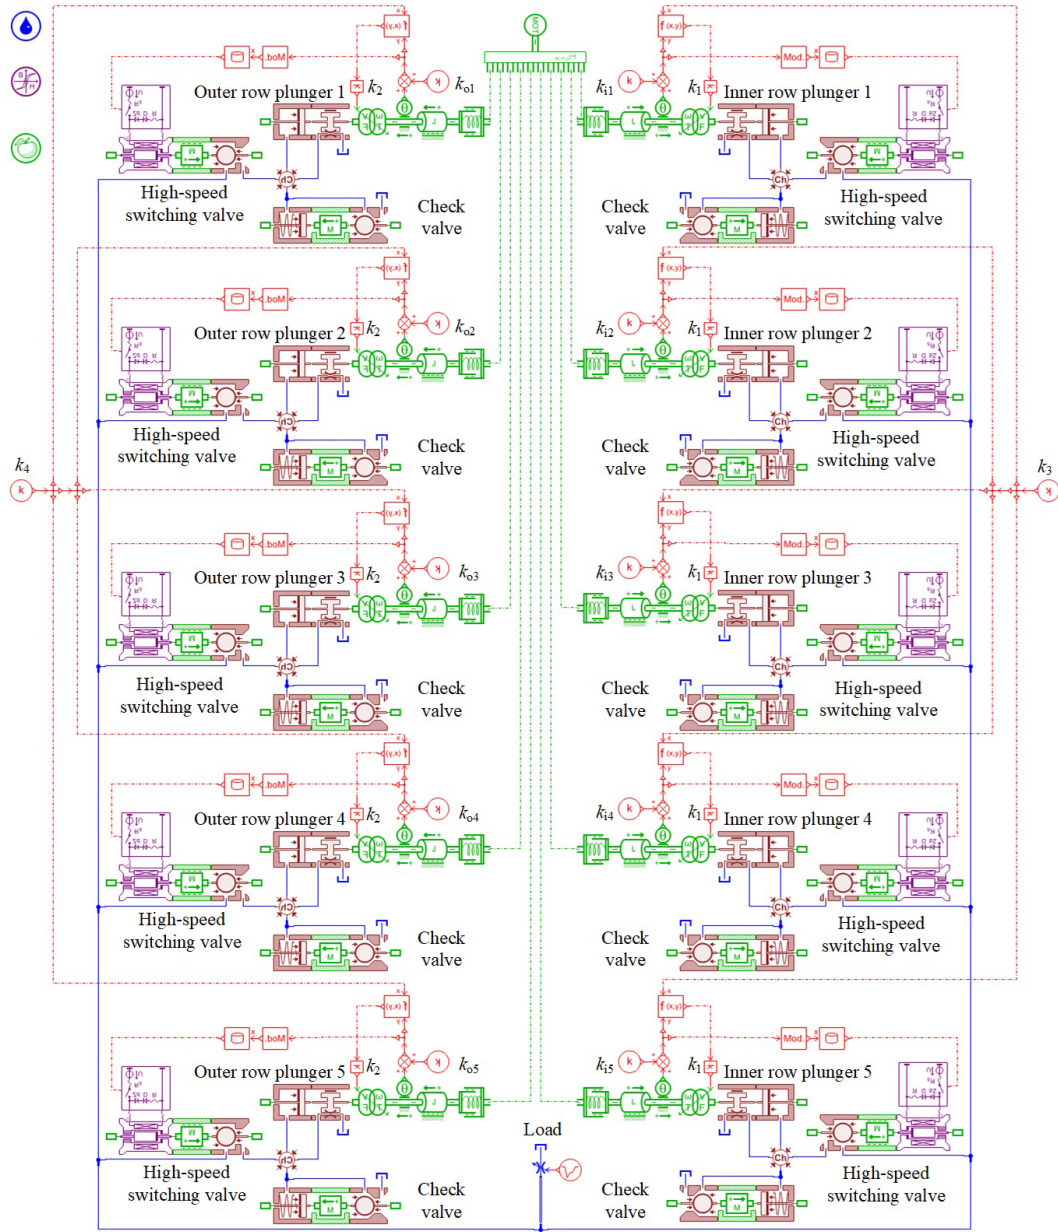 MOT
k₂
kₒ₁
kᵢ₁
k₁
Outer row plunger 1
Inner row plunger 1
High-speed
switching valve
Check
valve
Check
valve
High-speed
switching valve
k₂
kₒ₂
kᵢ₂
k₁
Outer row plunger 2
Inner row plunger 2
High-speed
switching valve
Check
valve
Check
valve
High-speed
switching valve
k₄
k₃
k₂
kₒ₃
kᵢ₃
k₁
Outer row plunger 3
Inner row plunger 3
High-speed
switching valve
Check
valve
Check
valve
High-speed
switching valve
k₂
kₒ₄
kᵢ₄
k₁
Outer row plunger 4
Inner row plunger 4
High-speed
switching valve
Check
valve
Check
valve
High-speed
switching valve
k₂
kₒ₅
kᵢ₅
k₁
Outer row plunger 5
Inner row plunger 5
Load
High-speed
switching valve
Check
valve
Check
valve
High-speed
switching valve